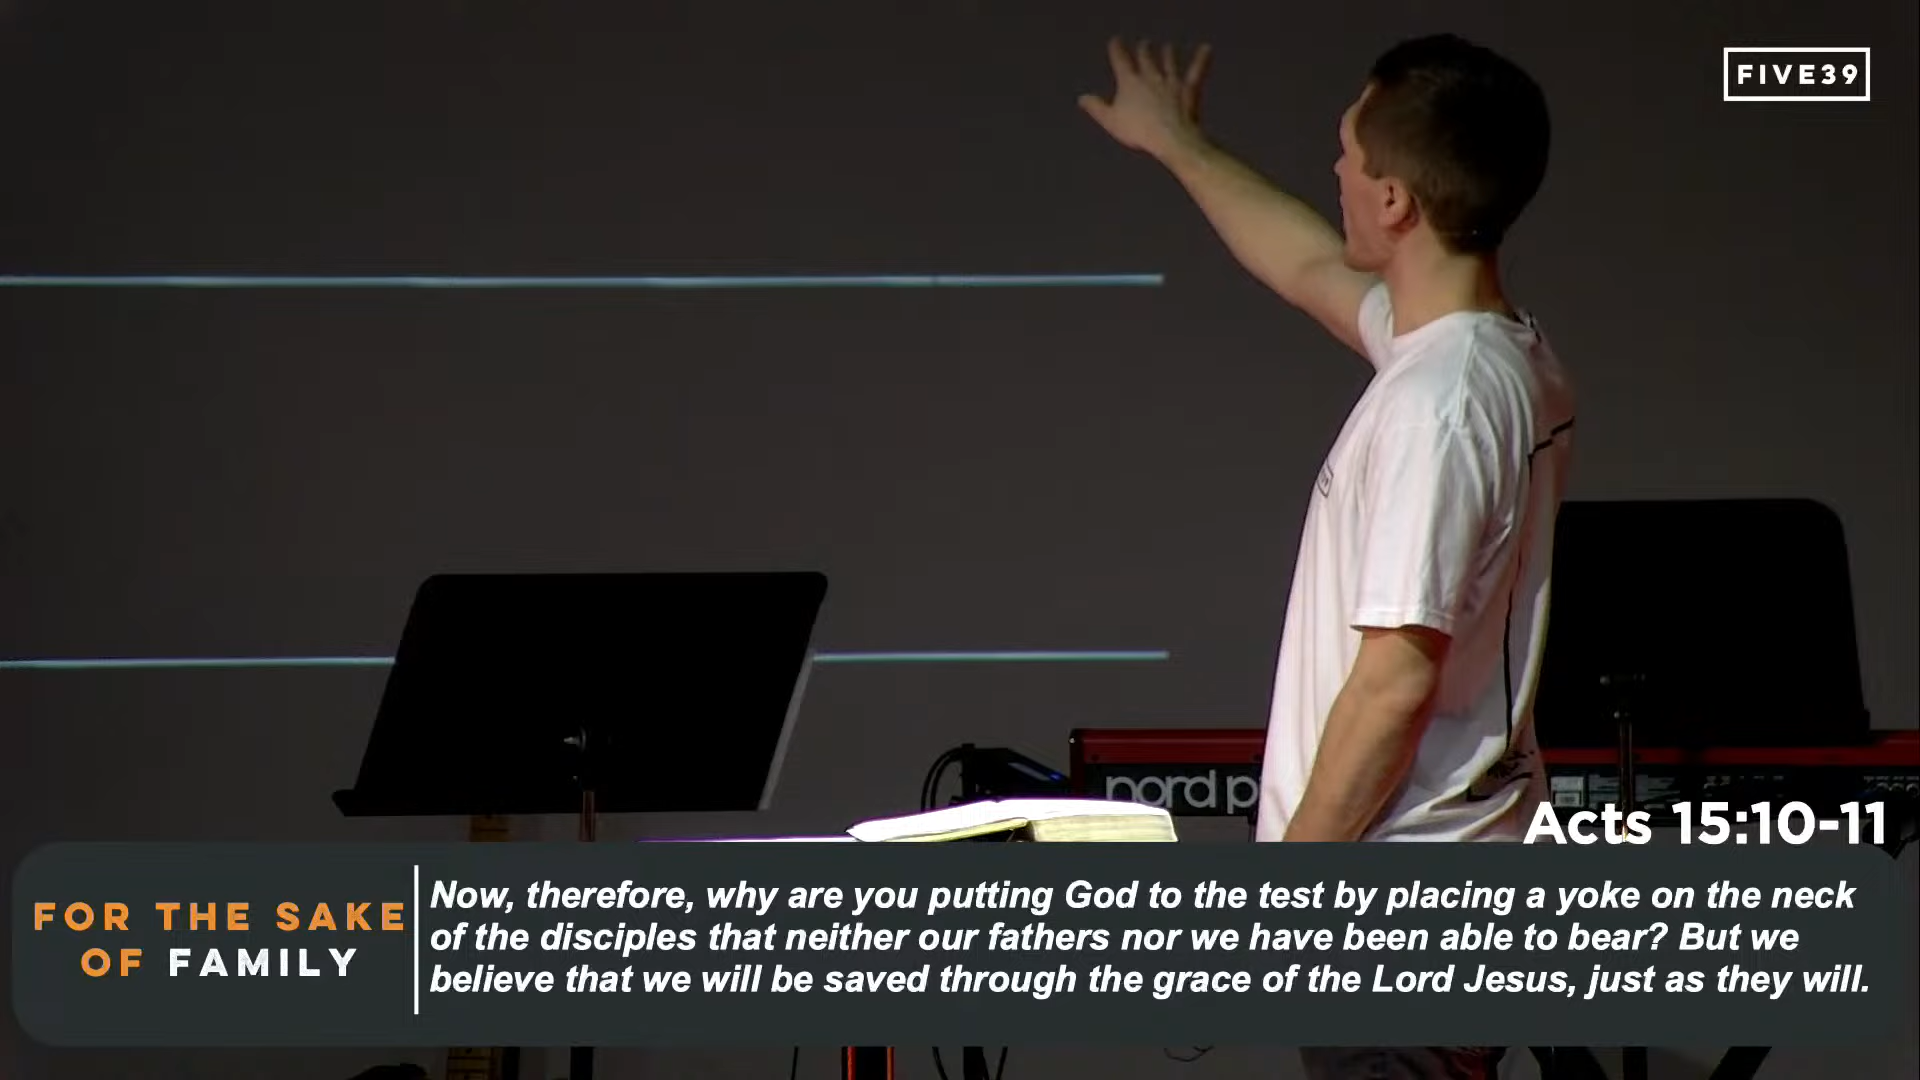 FIVE39
nord p
Acts 15:10-11
FOR THE SAKE
OF FAMILY
Now, therefore, why are you putting God to the test by placing a yoke on the neck
of the disciples that neither our fathers nor we have been able to bear? But we
believe that we will be saved through the grace of the Lord Jesus, just as they will.